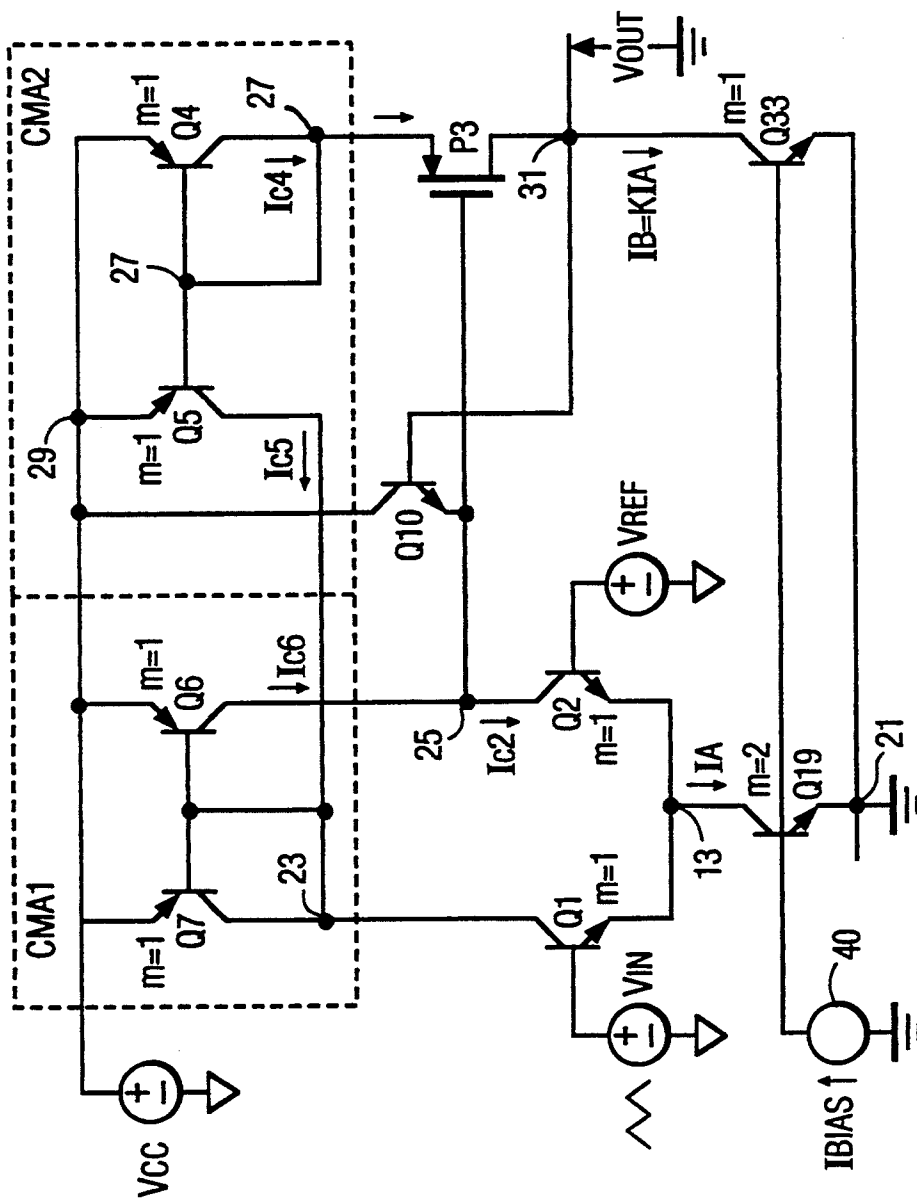 CMA1
CMA2
29
VCC
m=1
Q7
m=1
Q6
m=1
Q5
27
m=1
Q4
27
Ic4
Ic5
Ic6
23
25
Q10
P3
VOUT
31
Ic2
IB=KIA
VIN
Q1
m=1
Q2
m=1
VREF
13
IA
m=2
Q19
m=1
Q33
21
IBIAS
40